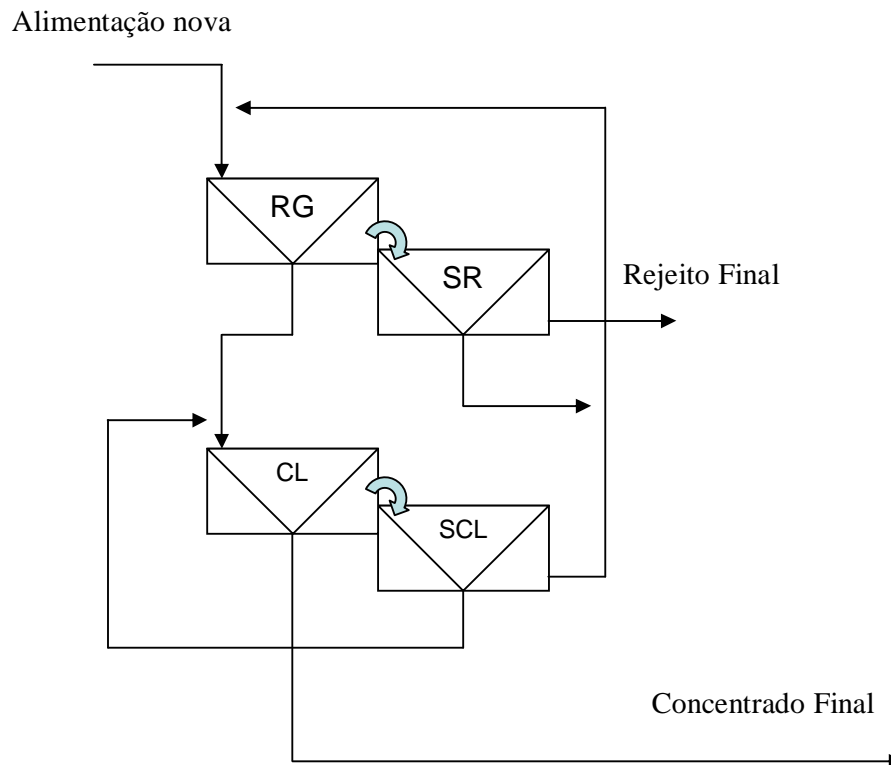 Alimentação nova
RG
SR
Rejeito Final
CL
SCL
Concentrado Final